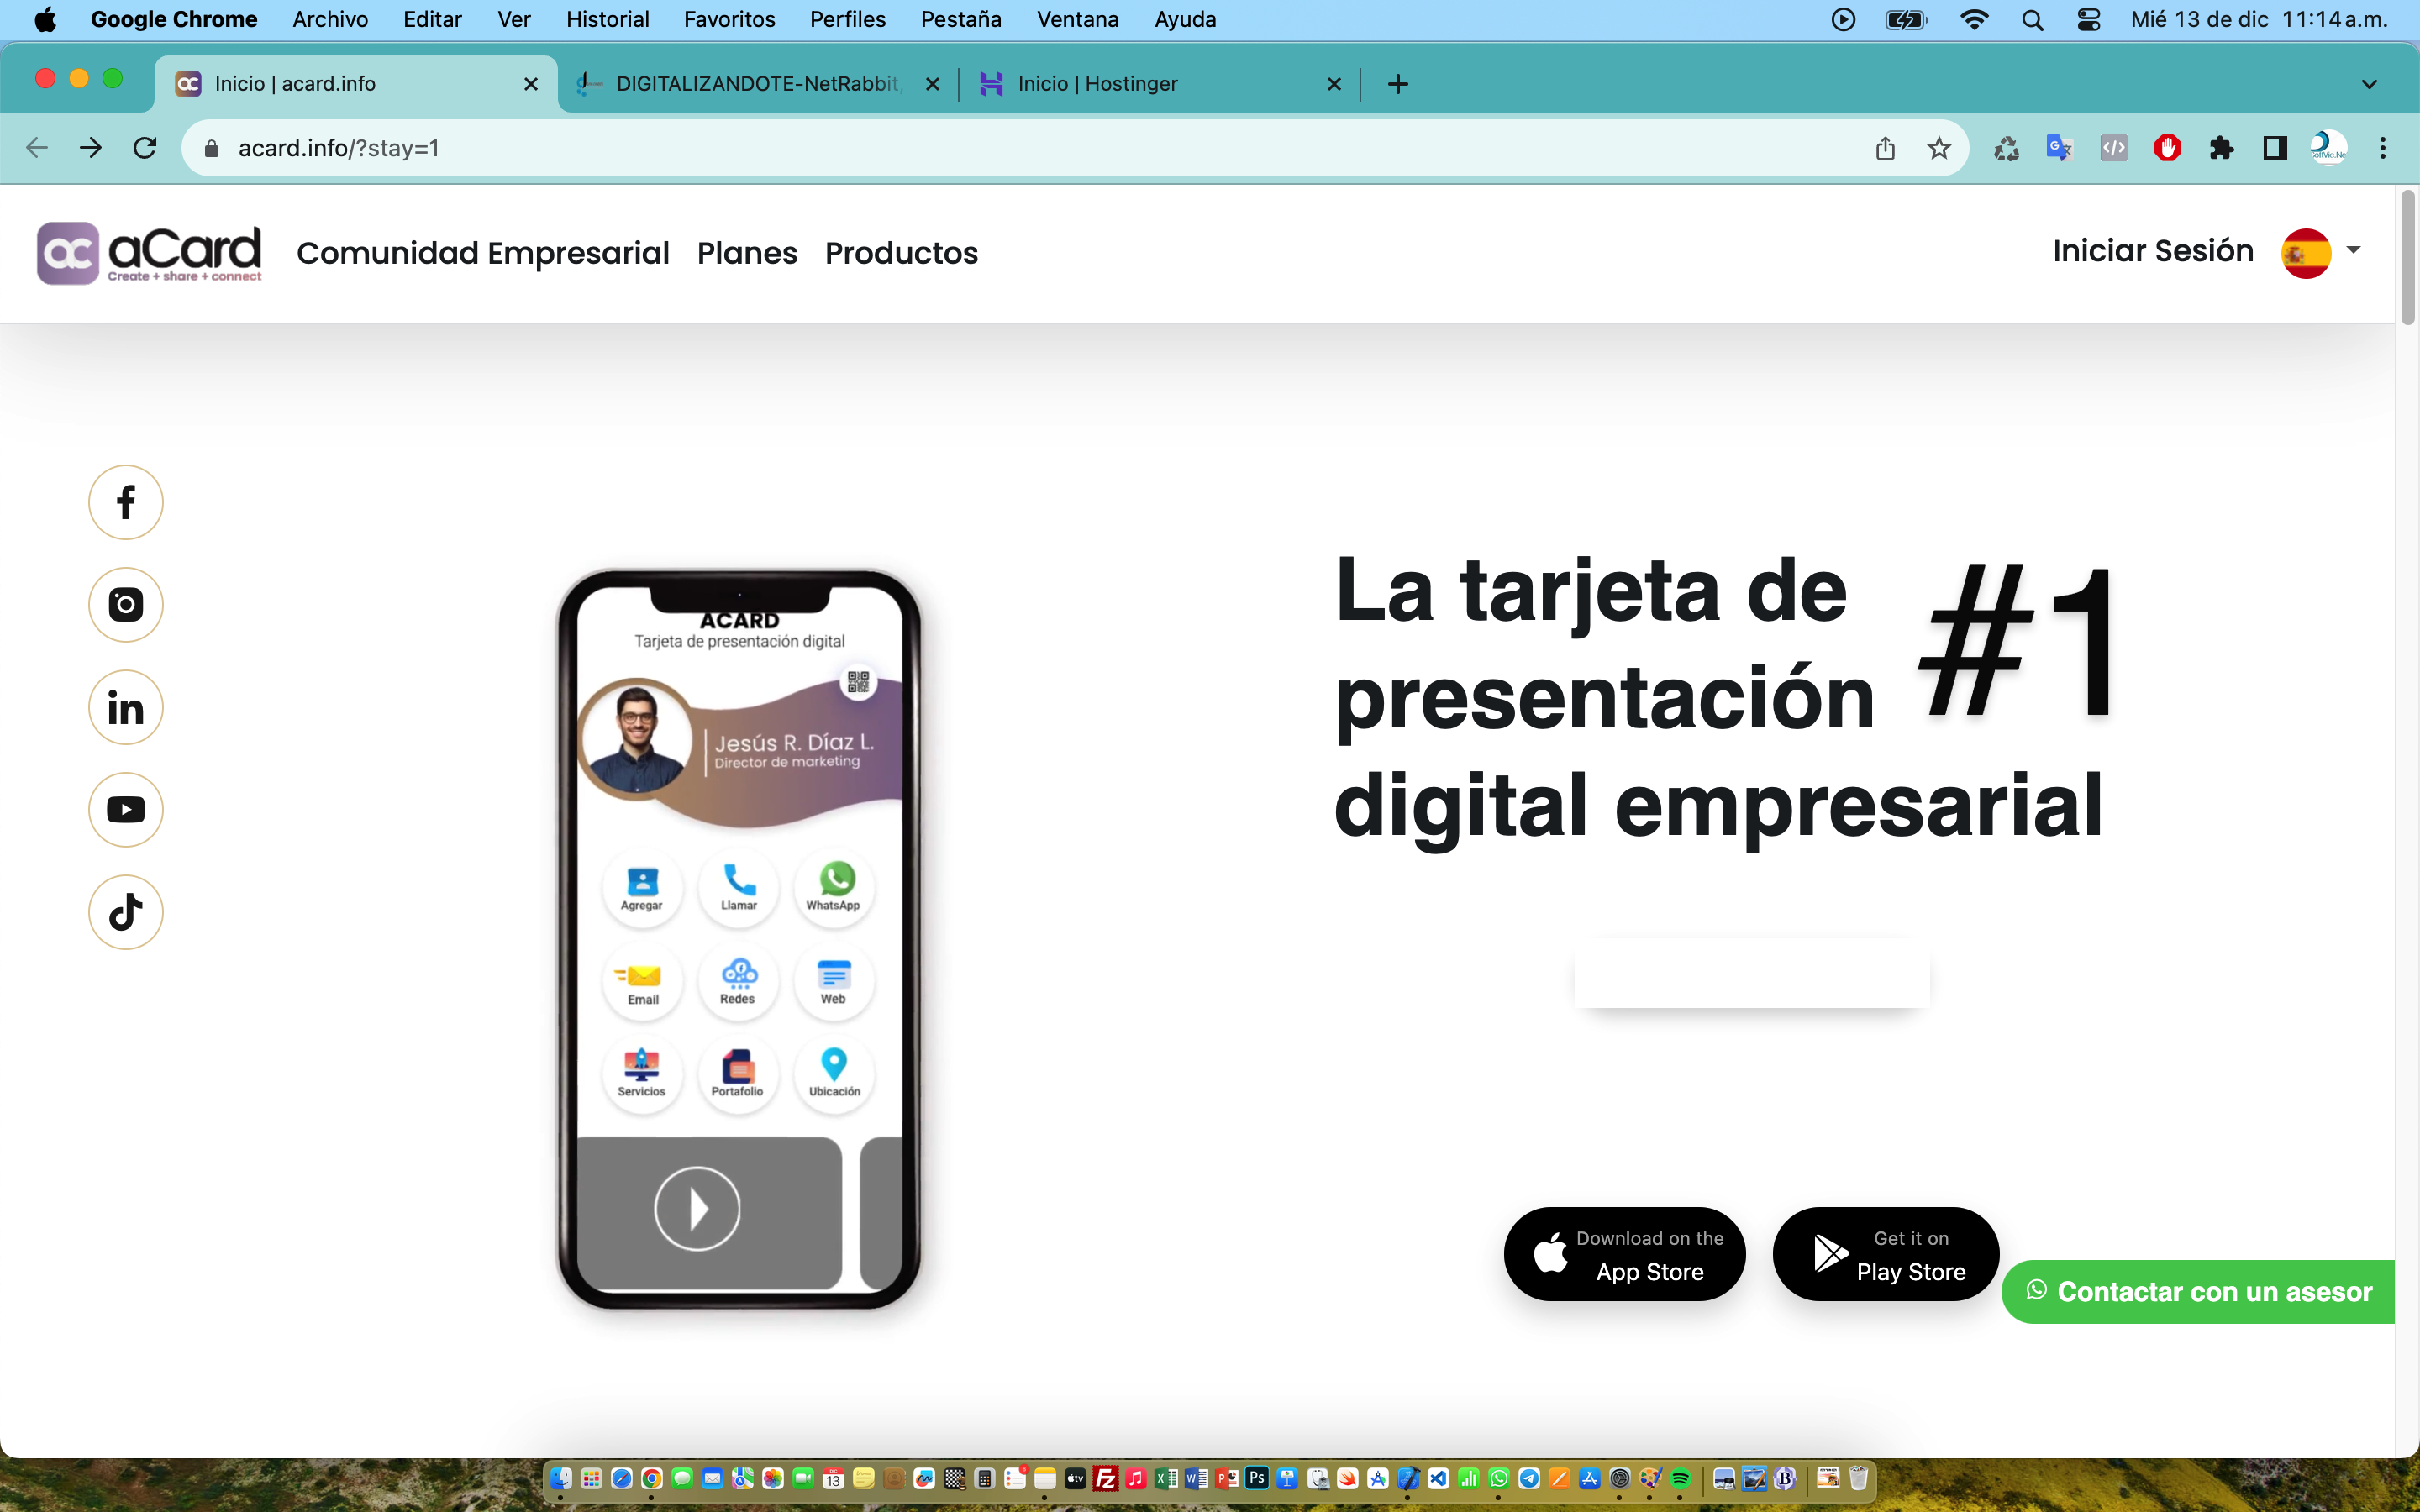 Google Chrome Archivo Editar Ver Historial Favoritos Perfiles Pestaña Ventana Ayuda
Mié 13 de dic 11:14 a.m.
Inicio | acard.info
DIGITALIZANDOTE-NetRabbit,
Inicio | Hostinger
acard.info/?stay=1
ac aCard
Create + share + connect
Comunidad Empresarial Planes Productos
Iniciar Sesión
La tarjeta de
presentación
digital empresarial
#1
ACARD
Tarjeta de presentación digital
Jesús R. Díaz L.
Director de marketing
Agregar Llamar WhatsApp
Email Redes Web
Servicios Portafolio Ubicación
Download on the
App Store
Get it on
Play Store
Contactar con un asesor